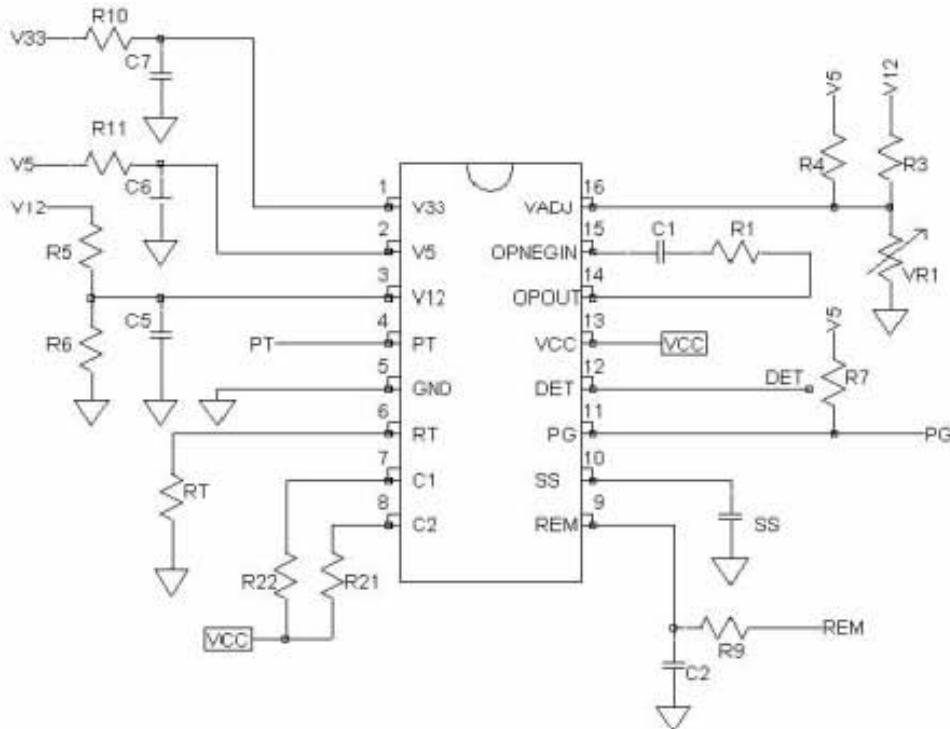 R10
V33
C7
R11
V5
C6
V12
R5
C5
R6
PT
RT
R22
R21
VCC
1
V33
2
V5
3
V12
4
PT
5
GND
6
RT
7
C1
8
C2
16
VADJ
15
OPNEGIN
14
OPOUT
13
VCC
12
DET
11
PG
10
SS
9
REM
V5
V12
R4
R3
C1
R1
VR1
VCC
V5
DET
R7
PG
SS
REM
R9
C2